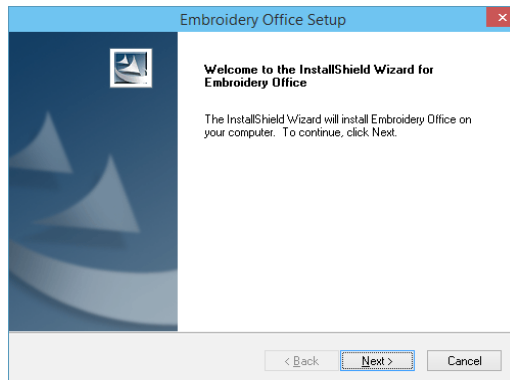 Embroidery Office Setup
Welcome to the InstallShield Wizard for
Embroidery Office
The InstallShield Wizard will install Embroidery Office on
your computer. To continue, click Next.
< Back
Next >
Cancel